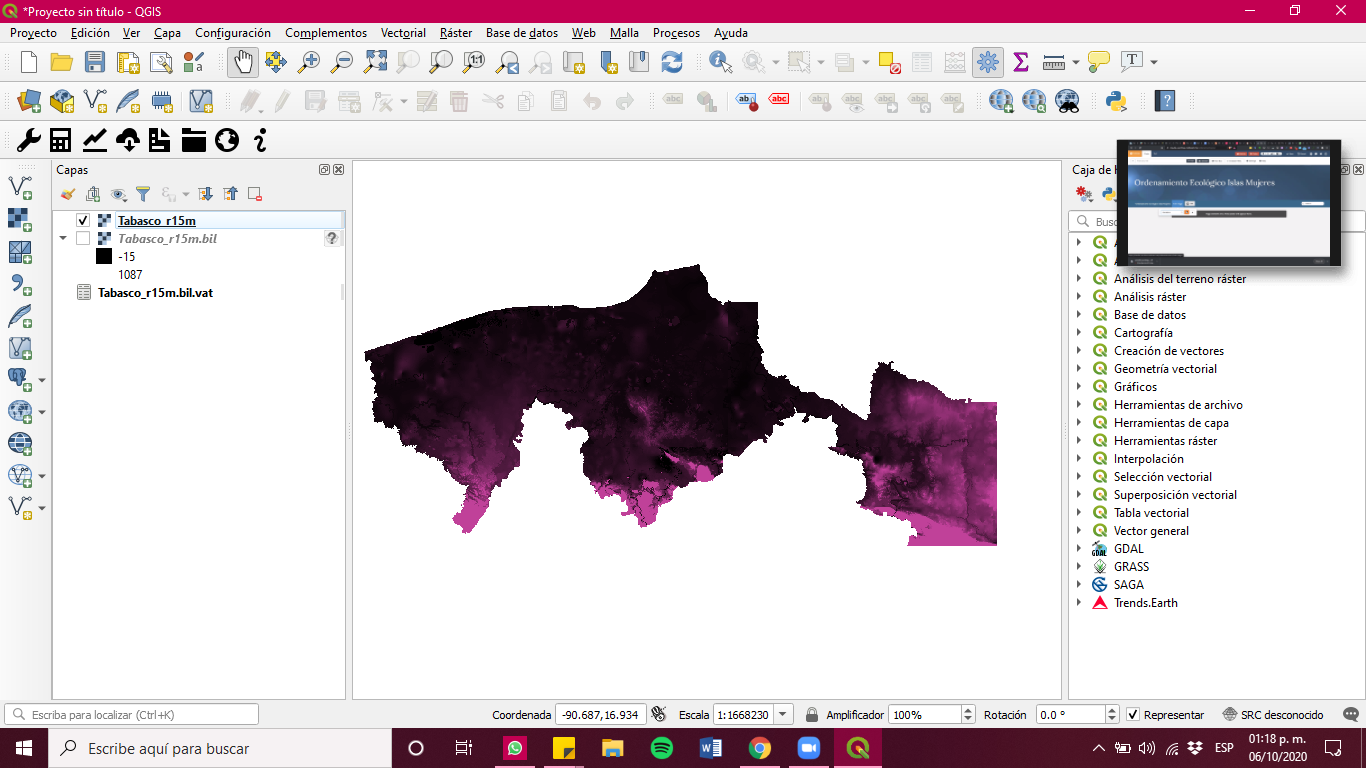 *Proyecto sin título - QGIS
Proyecto Edición Ver Capa Configuración Complementos Vectorial Ráster Base de datos Web Malla Procesos Ayuda
Capas
Tabasco_r15m
Tabasco_r15m.bil
-15
1087
Tabasco_r15m.bil.vat
Ordenamiento Ecológico Islas Mujeres
Análisis del terreno ráster
Análisis ráster
Base de datos
Cartografía
Creación de vectores
Geometría vectorial
Gráficos
Herramientas de archivo
Herramientas de capa
Herramientas ráster
Interpolación
Selección vectorial
Superposición vectorial
Tabla vectorial
Vector general
GDAL
GRASS
SAGA
Trends.Earth
Escriba para localizar (Ctrl+K)
Coordenada -90.687,16.934 Escala 1:1668230 Amplificador 100% Rotación 0.0 ° Representar SRC desconocido
Escribe aquí para buscar
ESP
01:18 p. m.
06/10/2020